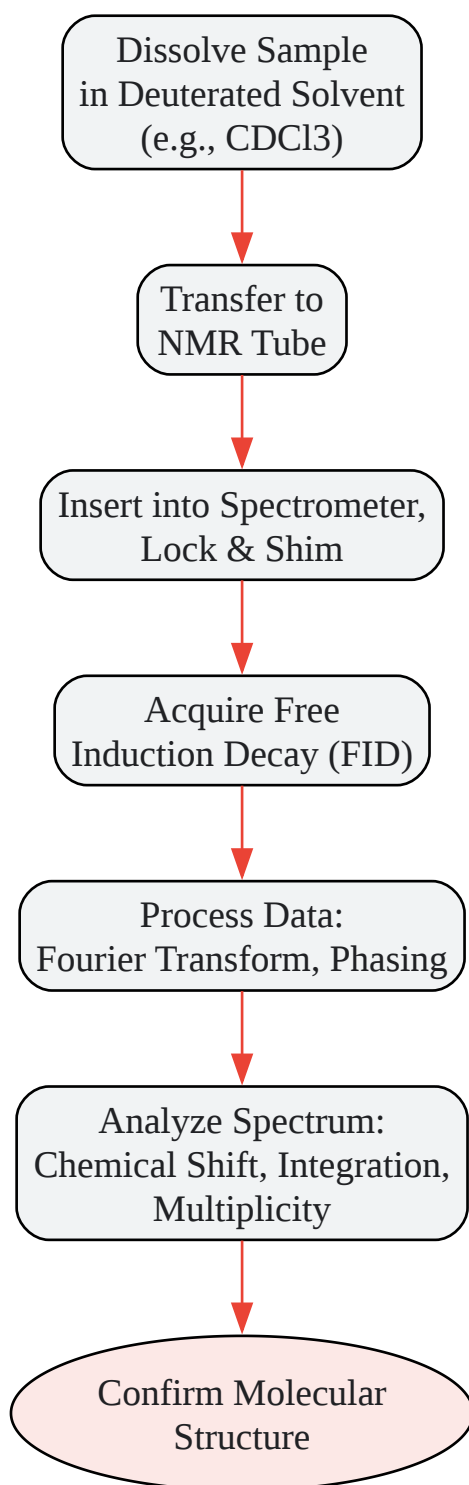 Dissolve Sample
in Deuterated Solvent
(e.g., CDCl3)
Transfer to
NMR Tube
Insert into Spectrometer,
Lock & Shim
Acquire Free
Induction Decay (FID)
Process Data:
Fourier Transform, Phasing
Analyze Spectrum:
Chemical Shift, Integration,
Multiplicity
Confirm Molecular
Structure